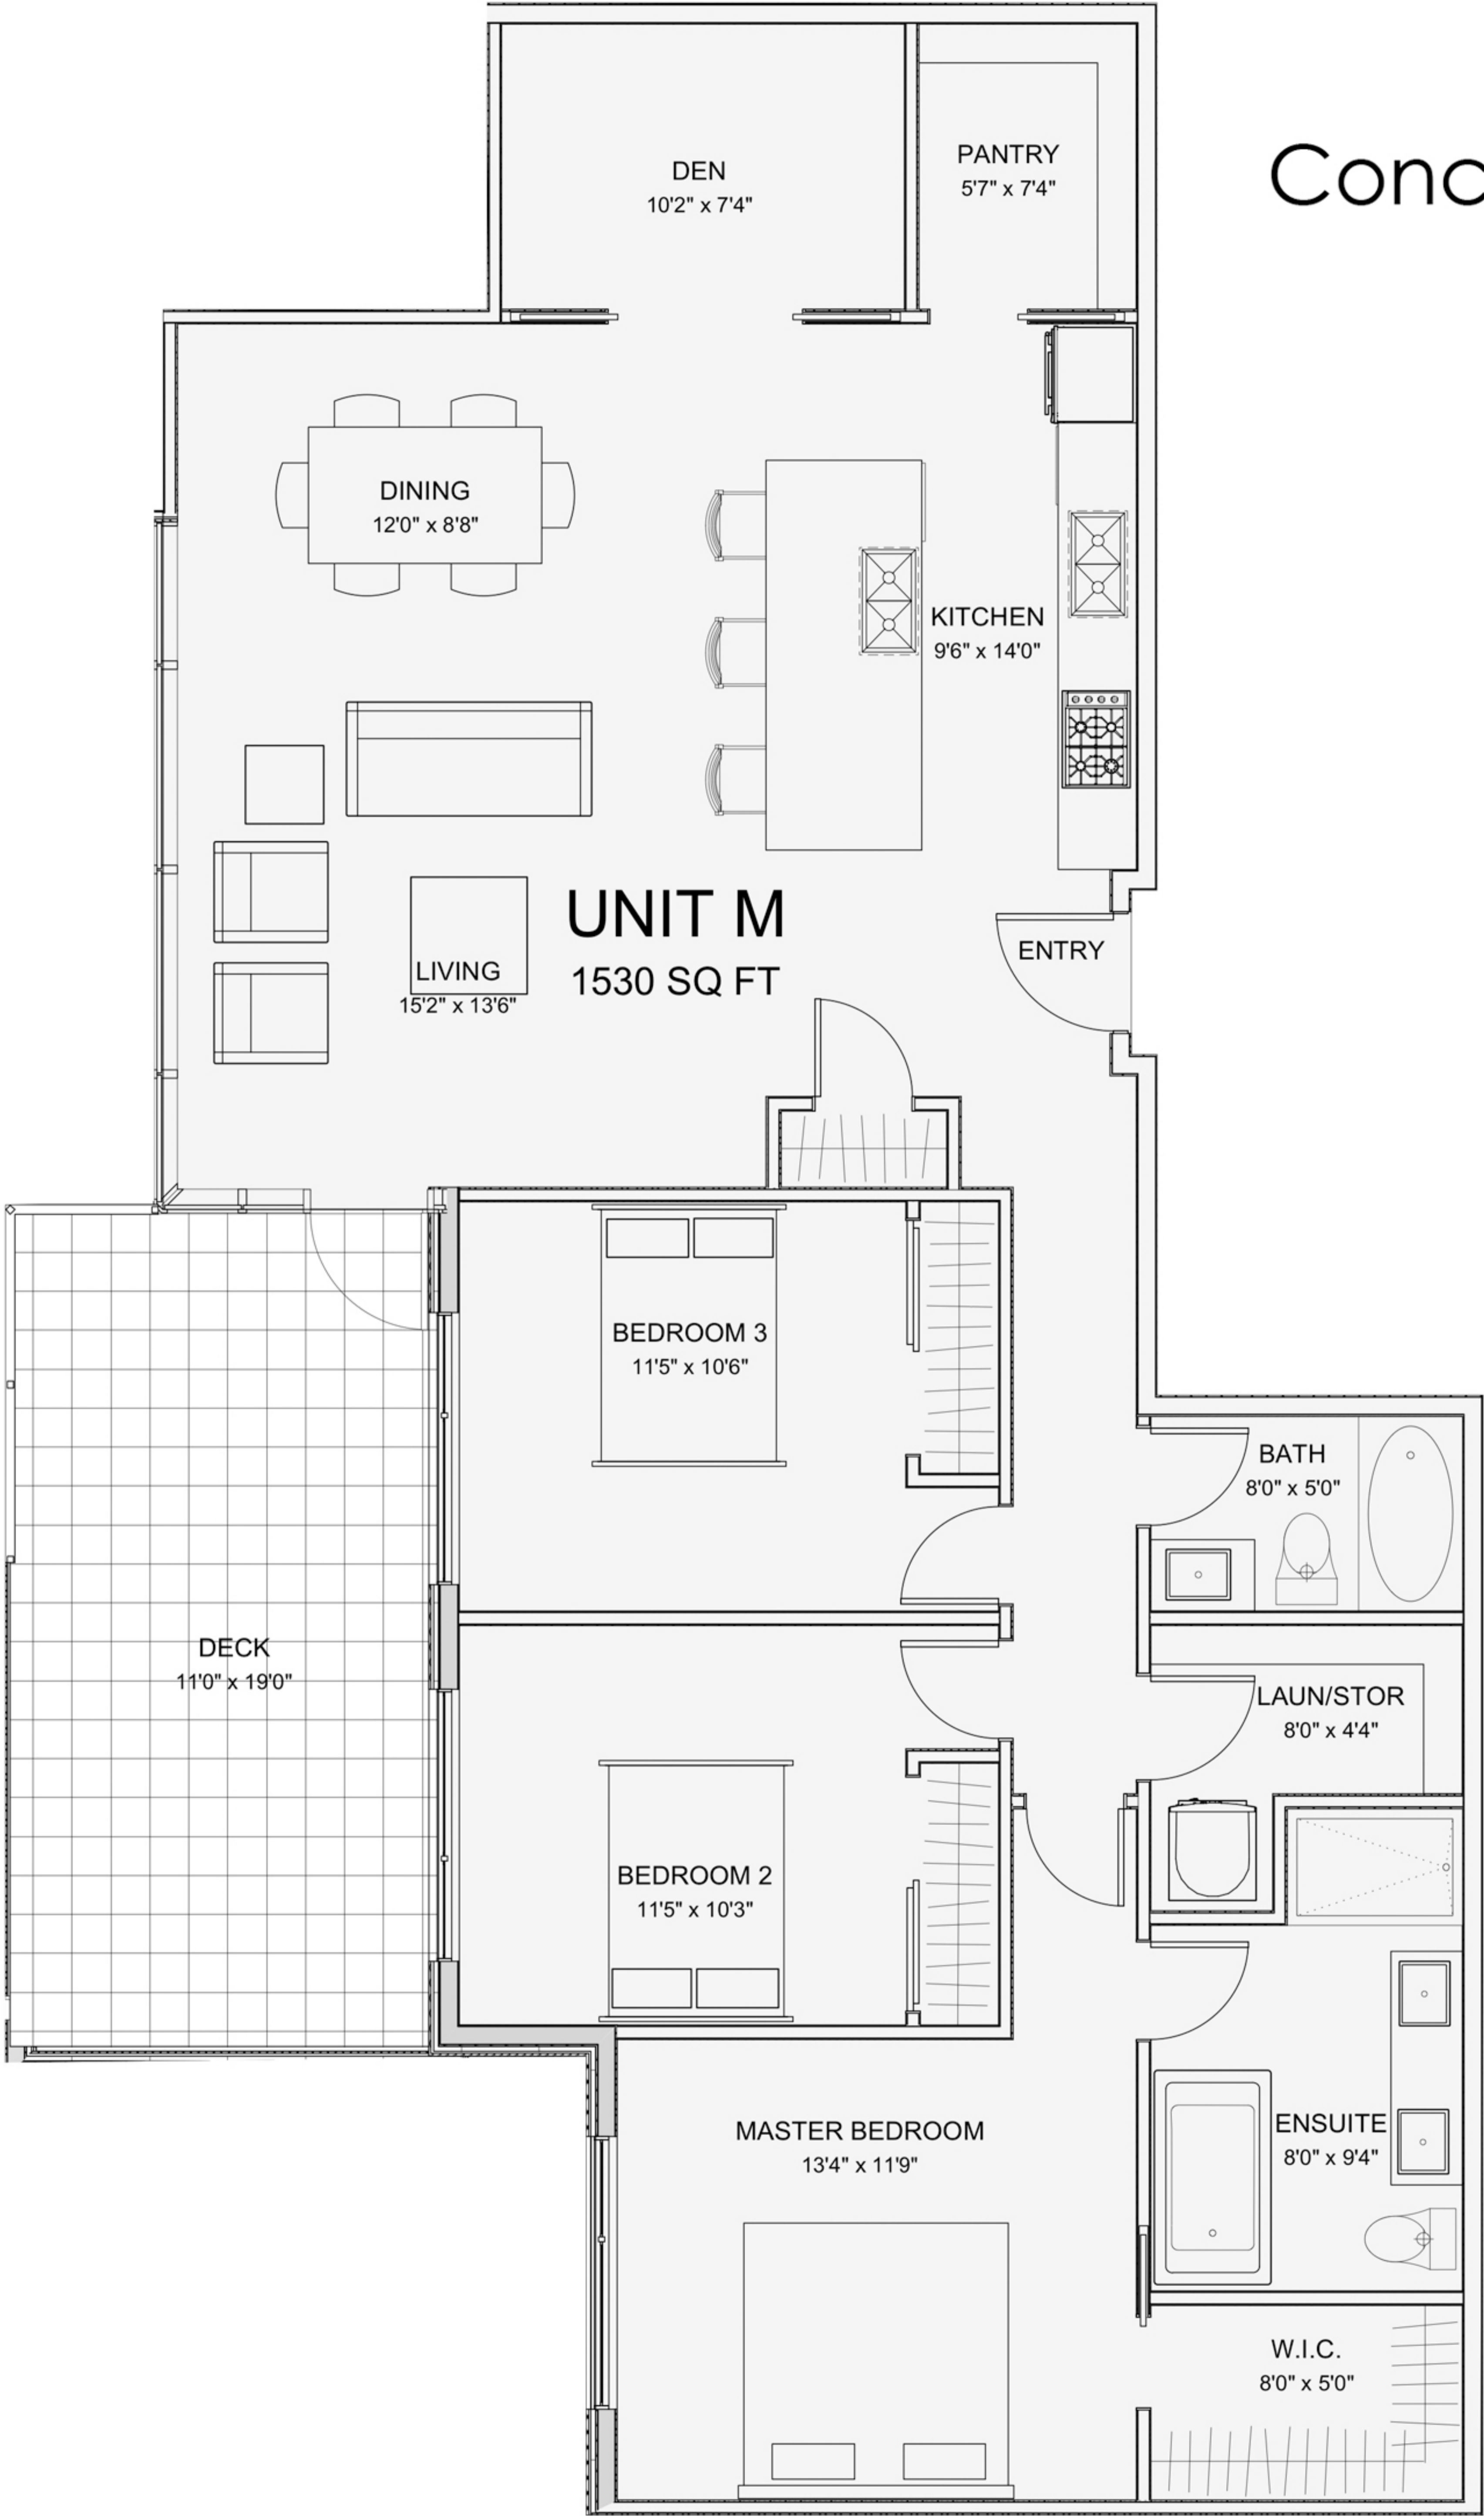 DEN
10'2" x 7'4"
PANTRY
5'7" x 7'4"
DINING
12'0" x 8'8"
KITCHEN
9'6" x 14'0"
UNIT M
1530 SQ FT
ENTRY
LIVING
15'2" x 13'6"
BEDROOM 3
11'5" x 10'6"
BATH
8'0" x 5'0"
DECK
11'0" x 19'0"
LAUN/STOR
8'0" x 4'4"
BEDROOM 2
11'5" x 10'3"
MASTER BEDROOM
13'4" x 11'9"
ENSUITE
8'0" x 9'4"
W.I.C.
8'0" x 5'0"